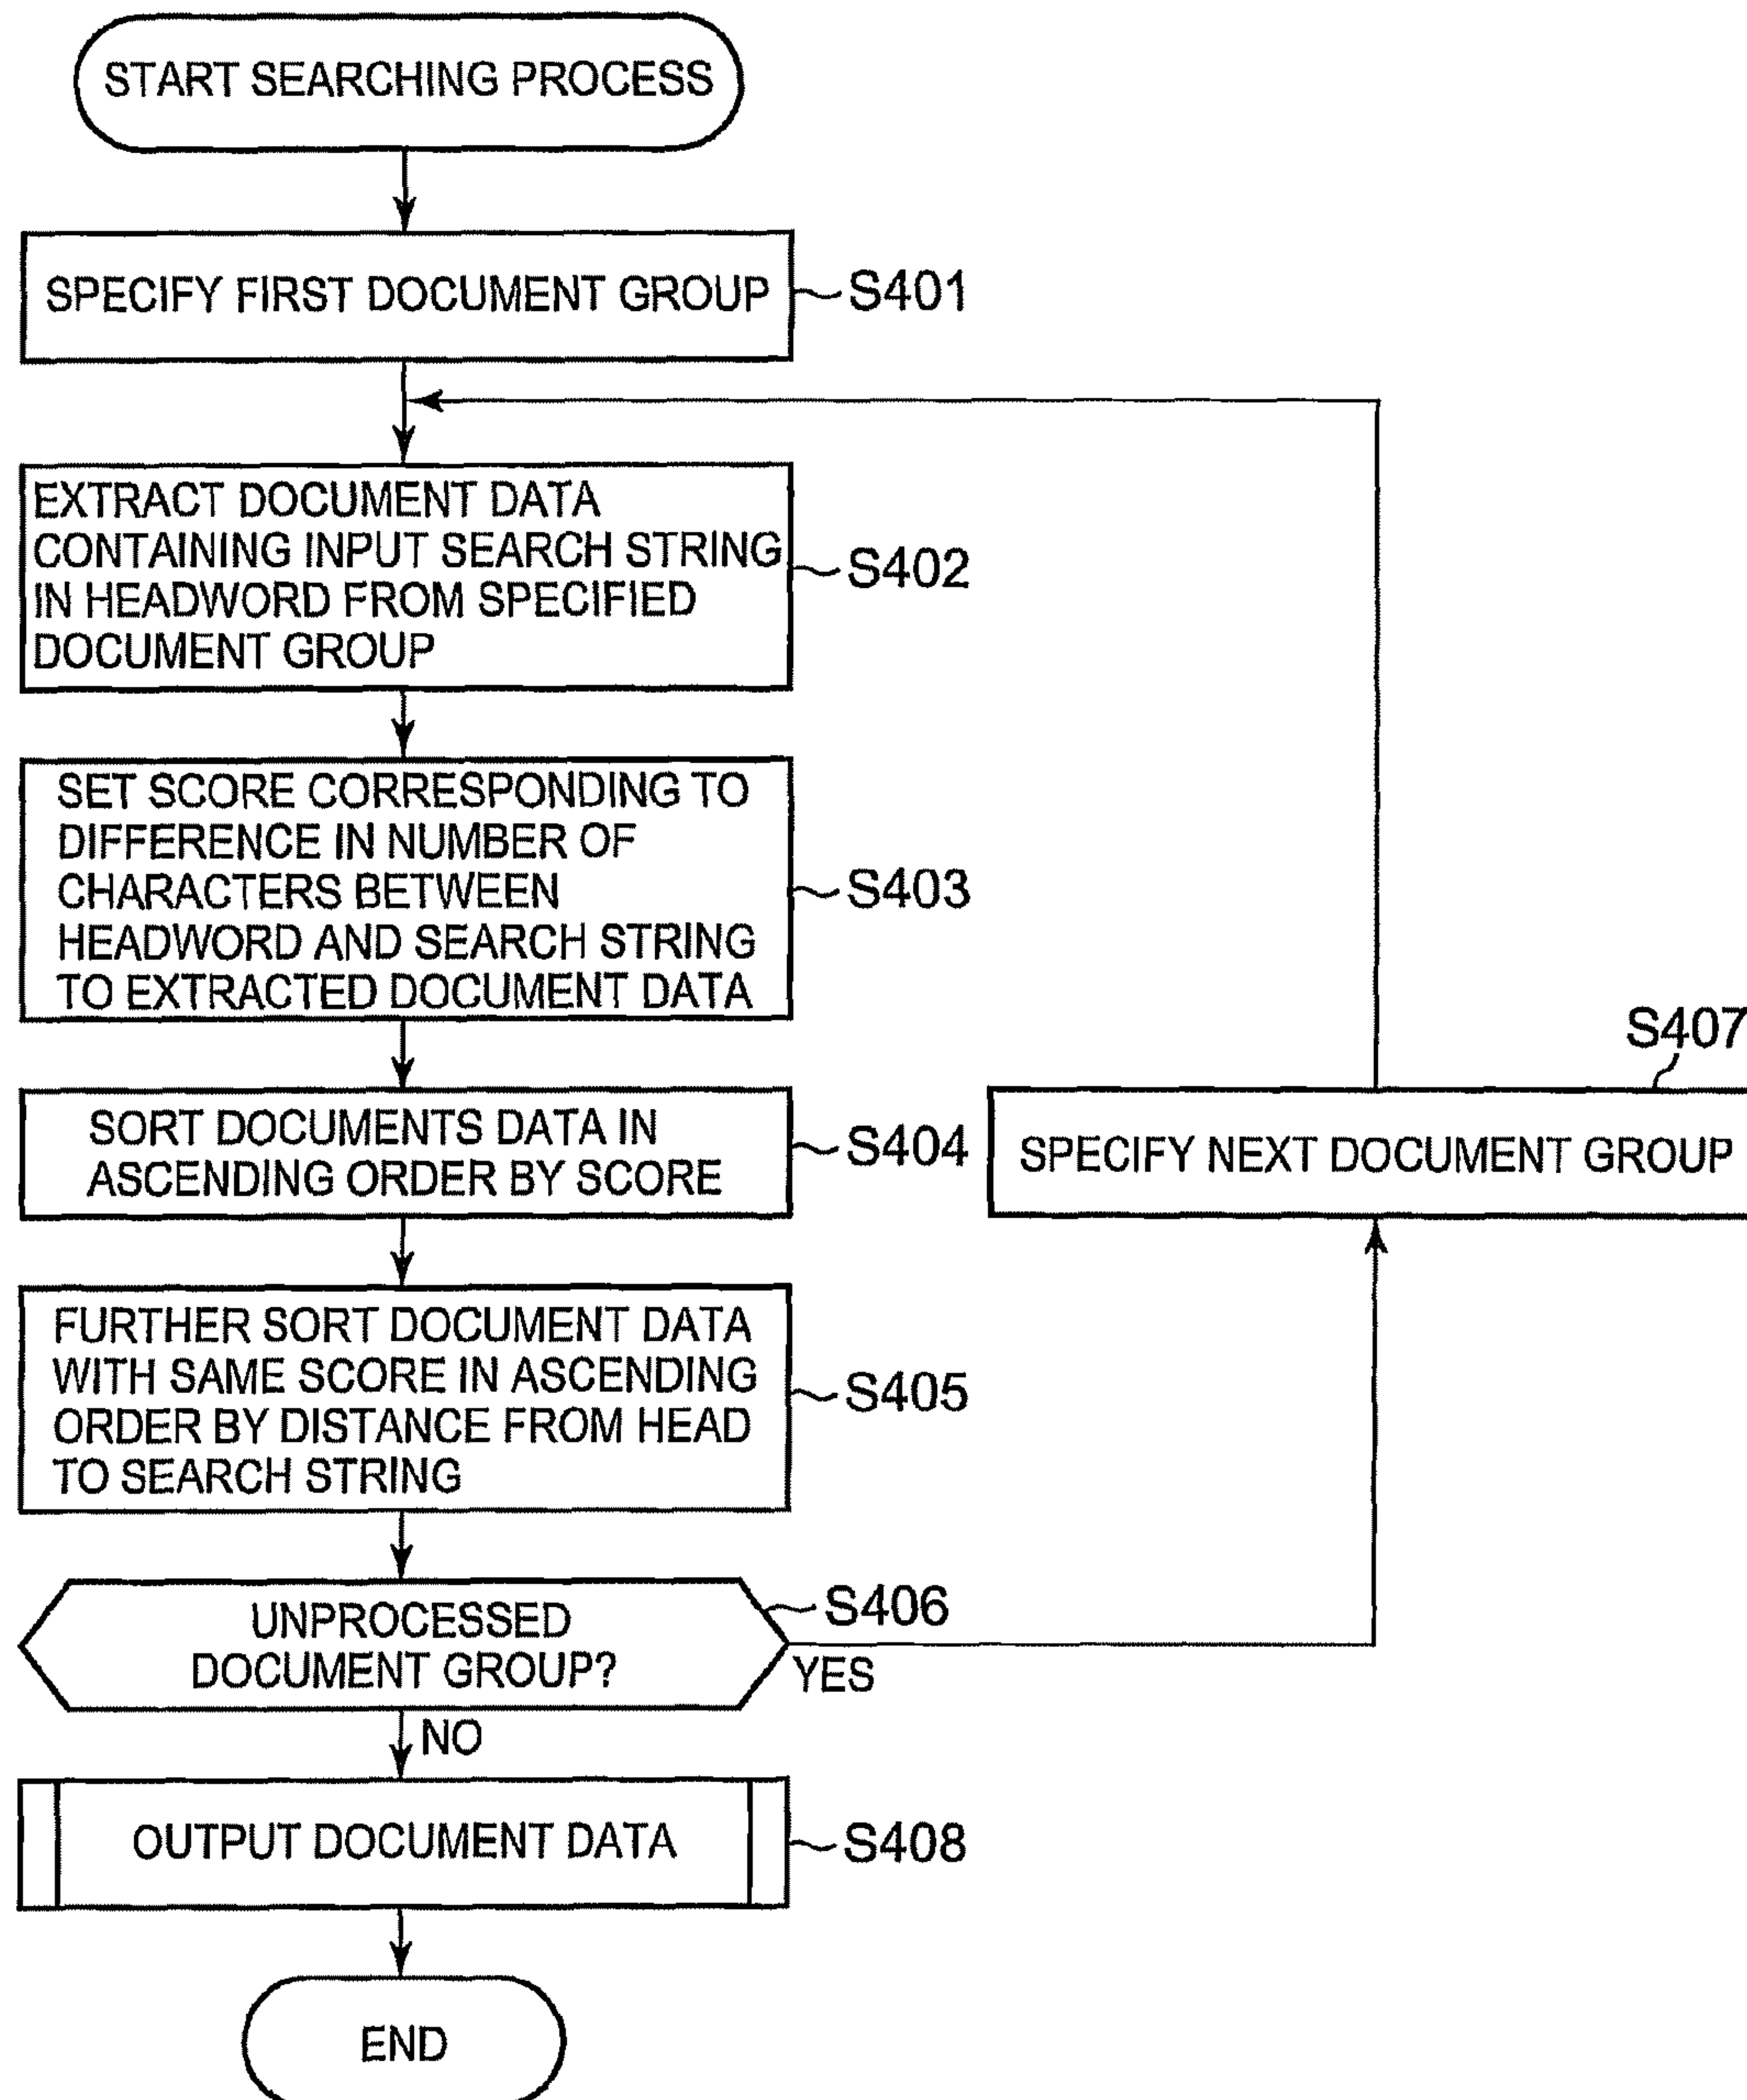 START SEARCHING PROCESS
SPECIFY FIRST DOCUMENT GROUP
S401
EXTRACT DOCUMENT DATA
CONTAINING INPUT SEARCH STRING
IN HEADWORD FROM SPECIFIED
DOCUMENT GROUP
S402
SET SCORE CORRESPONDING TO
DIFFERENCE IN NUMBER OF
CHARACTERS BETWEEN
HEADWORD AND SEARCH STRING
TO EXTRACTED DOCUMENT DATA
S403
SORT DOCUMENTS DATA IN
ASCENDING ORDER BY SCORE
S404
S407
SPECIFY NEXT DOCUMENT GROUP
FURTHER SORT DOCUMENT DATA
WITH SAME SCORE IN ASCENDING
ORDER BY DISTANCE FROM HEAD
TO SEARCH STRING
S405
UNPROCESSED
DOCUMENT GROUP?
S406
YES
NO
OUTPUT DOCUMENT DATA
S408
END